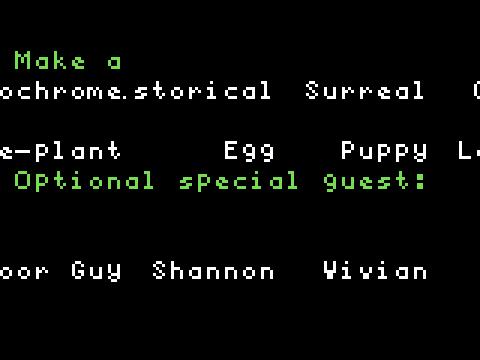 Make a
ochrome.storical Surreal
e-plant Egg Puppy L
Optional special guest:
oor Guy Shannon Vivian